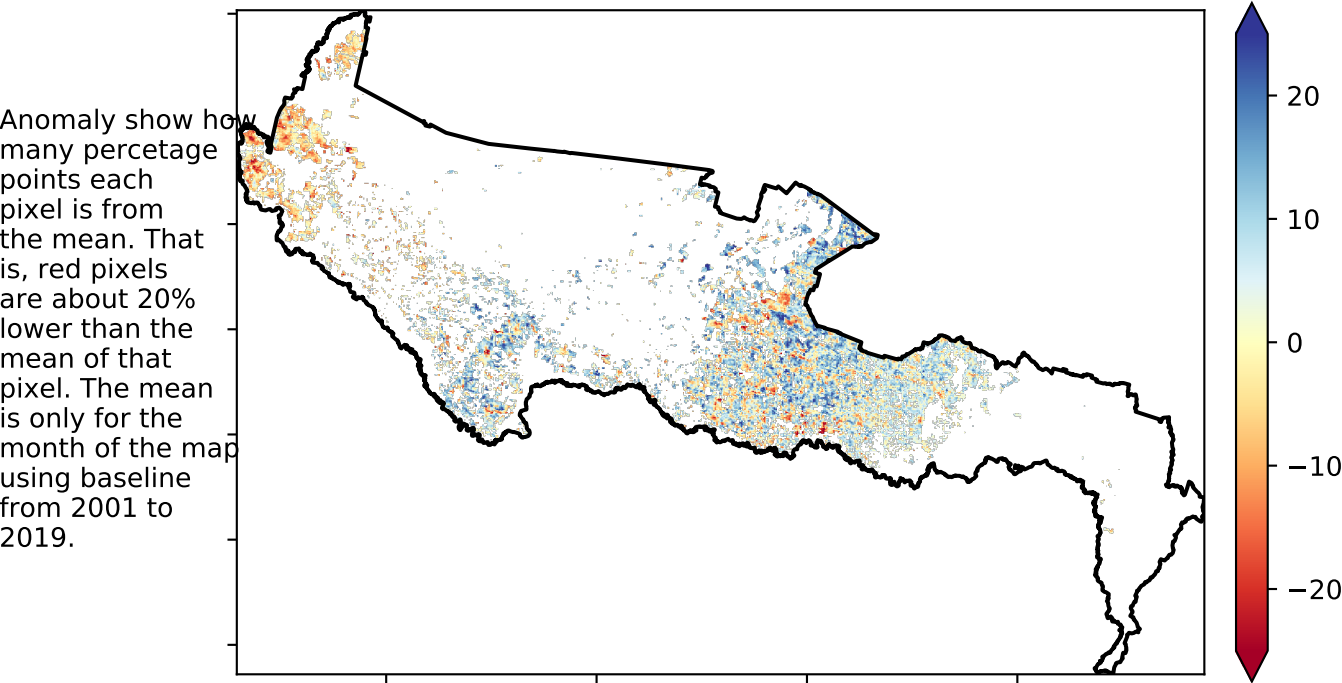 Anomaly show how
many percetage
points each
pixel is from
the mean. That
is, red pixels
are about 20%
lower than the
mean of that
pixel. The mean
is only for the
month of the map
using baseline
from 2001 to
2019.
20
10
0
−10
−20